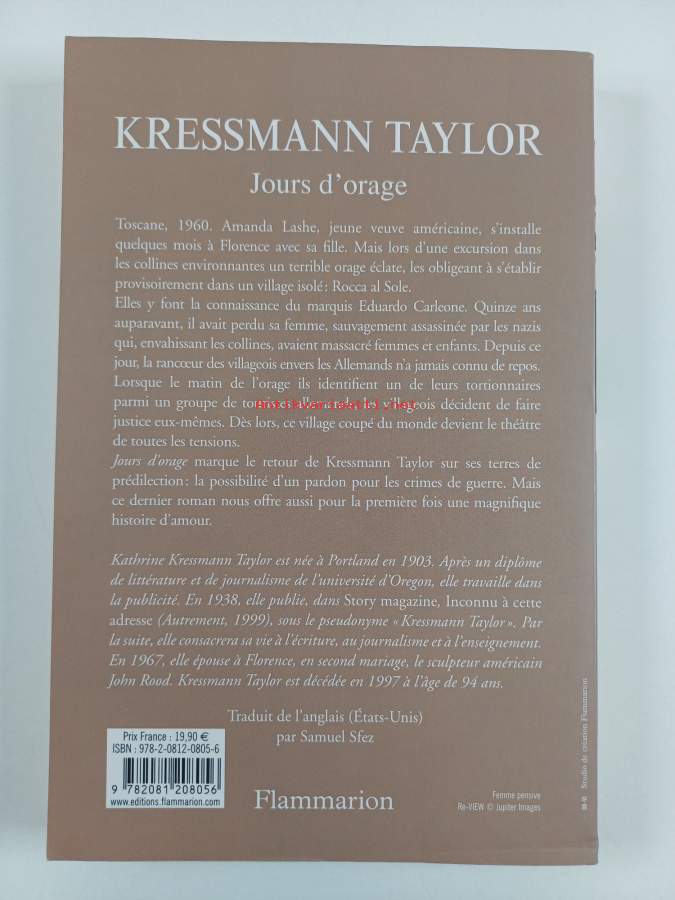 KRESSMANN TAYLOR
Jours d'orage
Toscane, 1960. Amanda Lashe, jeune veuve américaine, s'installe
quelques mois à Florence avec sa fille. Mais lors d'une excursion dans
les collines environnantes un terrible orage éclate, les obligeant à s'établir
provisoirement dans un village isolé : Rocca al Sole.
Elles y font la connaissance du marquis Eduardo Carleone. Quinze ans
auparavant, il avait perdu sa femme, sauvagement assassinée par les nazis
qui, envahissant les collines, avaient massacré femmes et enfants. Depuis ce
jour, la rancœur des villageois envers les Allemands n'a jamais connu de repos.
Lorsque le matin de l'orage ils identifient un de leurs tortionnaires
parmi un groupe de touristes allemands, les villageois décident de faire
justice eux-mêmes. Dès lors, ce village coupé du monde devient le théâtre
de toutes les tensions.
Jours d'orage marque le retour de Kressmann Taylor sur ses terres de
prédilection : la possibilité d'un pardon pour les crimes de guerre. Mais
ce dernier roman nous offre aussi pour la première fois une magnifique
histoire d'amour.
Kathrine Kressmann Taylor est née à Portland en 1903. Après un diplôme
de littérature et de journalisme de l'université d'Oregon, elle travaille dans
la publicité. En 1938, elle publie, dans Story magazine, Inconnu à cette
adresse (Autrement, 1999), sous le pseudonyme « Kressmann Taylor ». Par
la suite, elle consacrera sa vie à l'écriture, au journalisme et à l'enseignement.
En 1967, elle épouse à Florence, en second mariage, le sculpteur américain
John Rood. Kressmann Taylor est décédée en 1997 à l'âge de 94 ans.
Traduit de l'anglais (États-Unis)
par Samuel Sfez
Prix France : 19,90 €
ISBN : 978-2-0812-0805-6
9 782081 208056
www.editions.flammarion.com
Flammarion
Femme pensive
Re-VIEW © Jupiter Images
Studio de création Flammarion